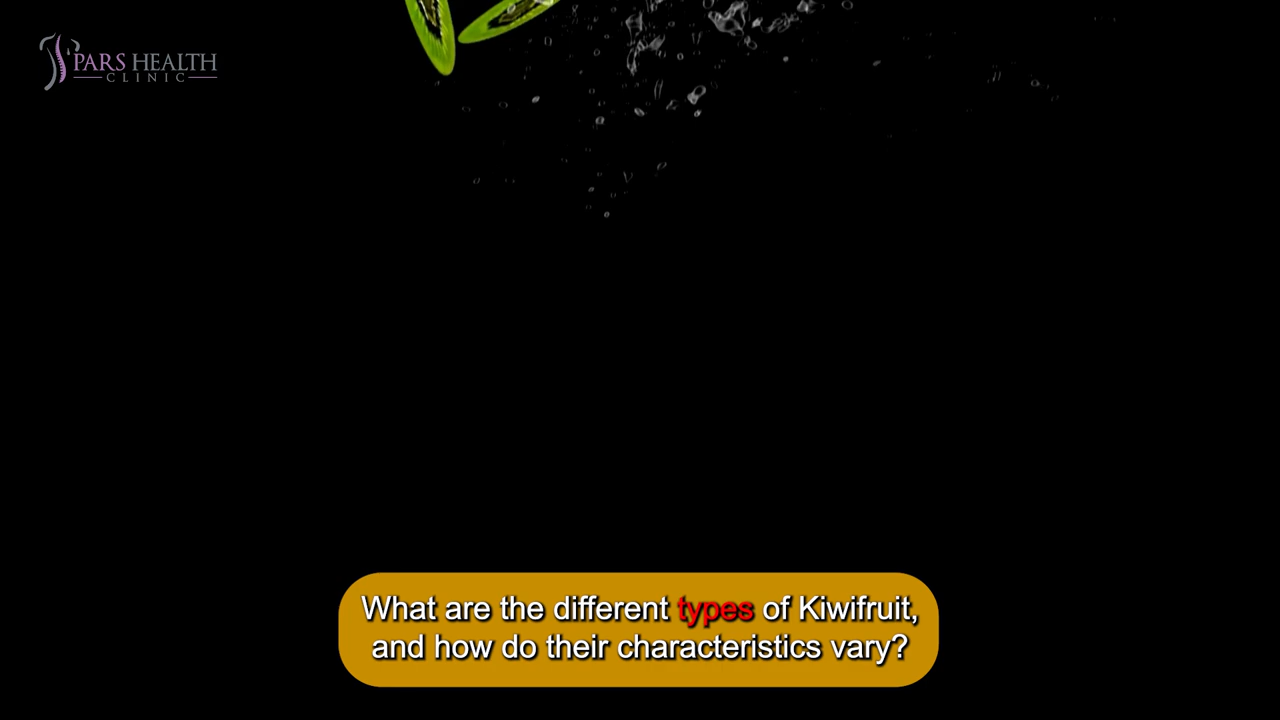 PARS HEALTH
CLINIC
What are the different types of Kiwifruit,
and how do their characteristics vary?